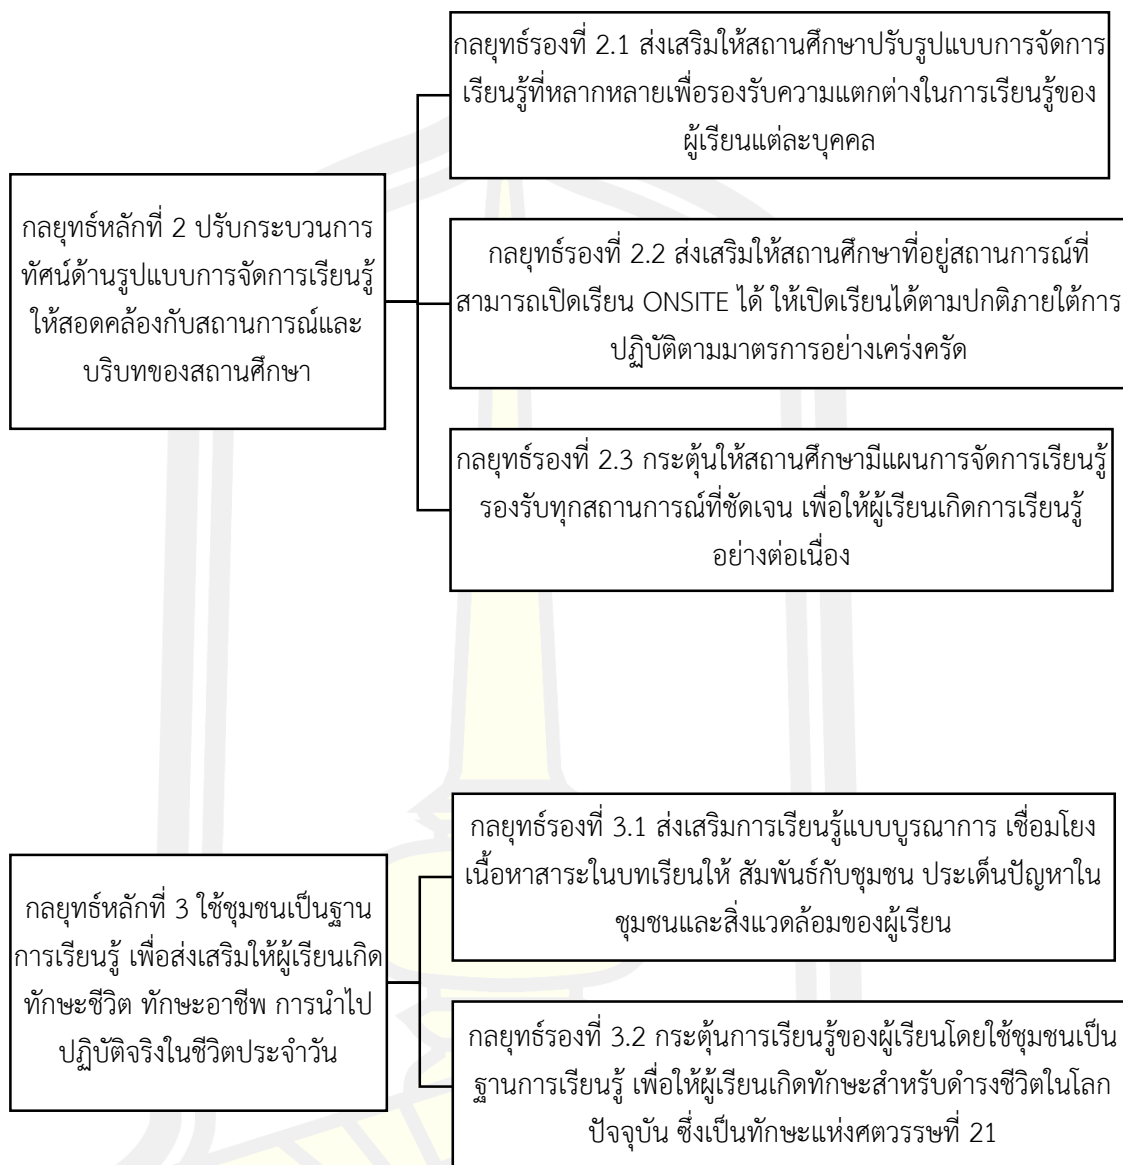 กลยุทธ์หลักที่ 2 ปรับกระบวนการ
ทัศน์ด้านรูปแบบการจัดการเรียนรู้
ให้สอดคล้องกับสถานการณ์และ
บริบทของสถานศึกษา
กลยุทธ์รองที่ 2.1 ส่งเสริมให้สถานศึกษาปรับรูปแบบการจัดการ
เรียนรู้ที่หลากหลายเพื่อรองรับความแตกต่างในการเรียนรู้ของ
ผู้เรียนแต่ละบุคคล
กลยุทธ์รองที่ 2.2 ส่งเสริมให้สถานศึกษาที่อยู่สถานการณ์ที่
สามารถเปิดเรียน ONSITE ได้ ให้เปิดเรียนได้ตามปกติภายใต้การ
ปฏิบัติตามมาตรการอย่างเคร่งครัด
กลยุทธ์รองที่ 2.3 กระตุ้นให้สถานศึกษามีแผนการจัดการเรียนรู้
รองรับทุกสถานการณ์ที่ชัดเจน เพื่อให้ผู้เรียนเกิดการเรียนรู้
อย่างต่อเนื่อง
กลยุทธ์หลักที่ 3 ใช้ชุมชนเป็นฐาน
การเรียนรู้ เพื่อส่งเสริมให้ผู้เรียนเกิด
ทักษะชีวิต ทักษะอาชีพ การนำไป
ปฏิบัติจริงในชีวิตประจำวัน
กลยุทธ์รองที่ 3.1 ส่งเสริมการเรียนรู้แบบบูรณาการ เชื่อมโยง
เนื้อหาสาระในบทเรียนให้ สัมพันธ์กับชุมชน ประเด็นปัญหาใน
ชุมชนและสิ่งแวดล้อมของผู้เรียน
กลยุทธ์รองที่ 3.2 กระตุ้นการเรียนรู้ของผู้เรียนโดยใช้ชุมชนเป็น
ฐานการเรียนรู้ เพื่อให้ผู้เรียนเกิดทักษะสำหรับดำรงชีวิตในโลก
ปัจจุบัน ซึ่งเป็นทักษะแห่งศตวรรษที่ 21